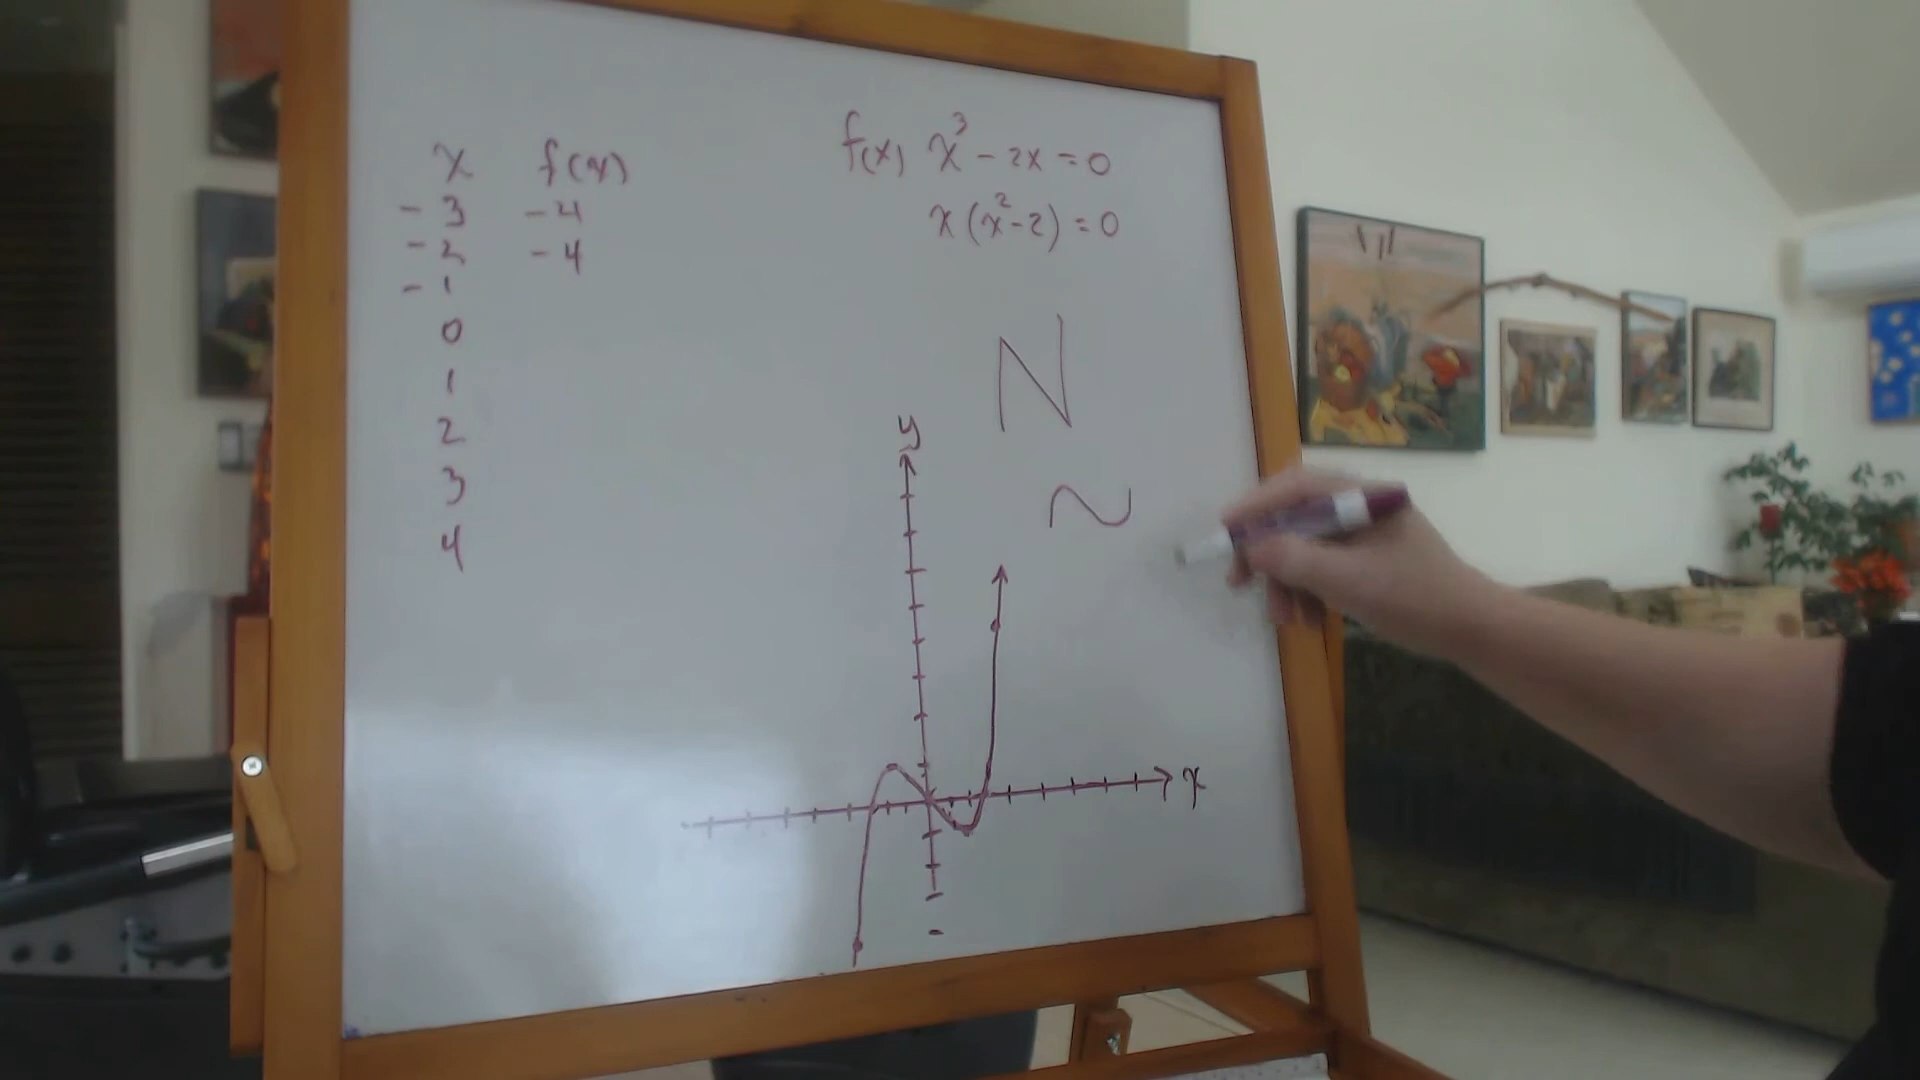 x f(x)
-3 -4
-2 -4
-1
0
1
2
3
4
f(x) x³ - 2x = 0
x(x²-2) = 0
N
~
y
x